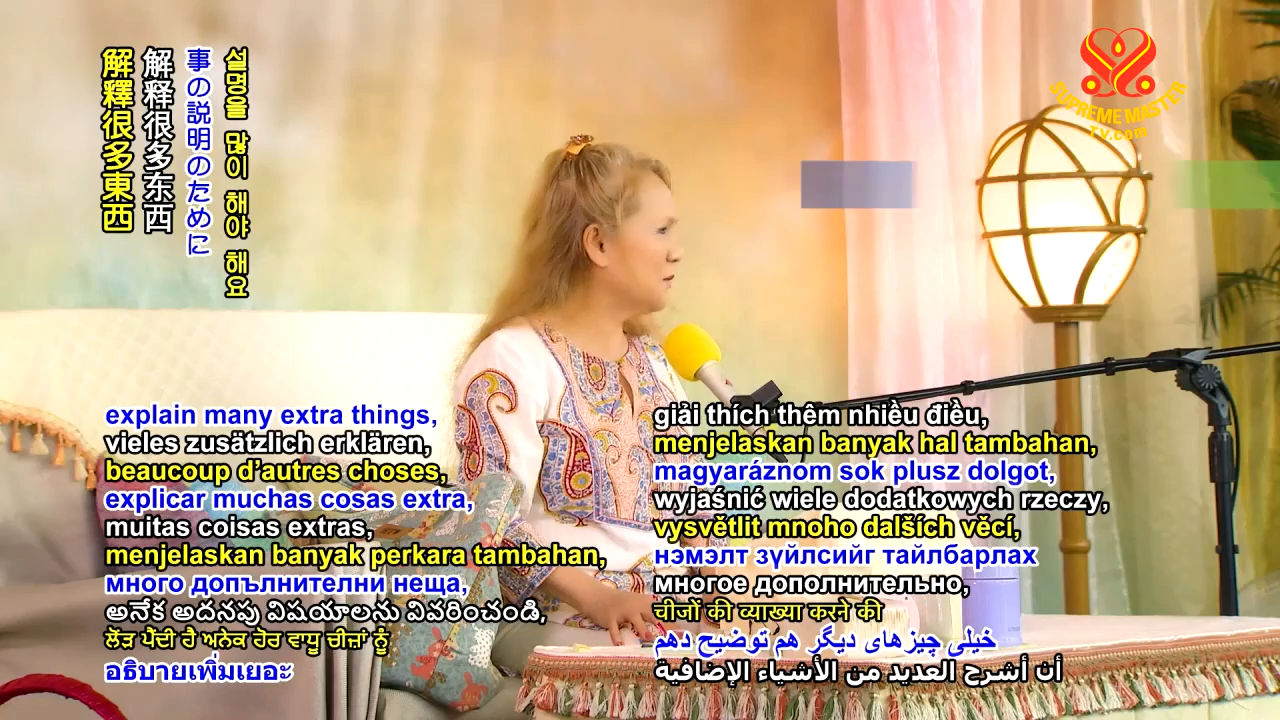 설명을 많이 해야 해요
事の説明のために
解释很多东西
解釋很多東西
SUPREME MASTER
TV.com
explain many extra things,
vieles zusätzlich erklären,
beaucoup d’autres choses,
explicar muchas cosas extra,
muitas coisas extras,
menjelaskan banyak perkara tambahan,
много допълнителни неща,
అనేక అదనపు విషయాలను వివరించండి,
ਲੋੜ ਪੈਂਦੀ ਹੈ ਅਨੇਕ ਹੋਰ ਵਾਧੂ ਚੀਜ਼ਾਂ ਨੂੰ
อธิบายเพิ่มเยอะ
giải thích thêm nhiều điều,
menjelaskan banyak hal tambahan,
magyaráznom sok plusz dolgot,
wyjaśnić wiele dodatkowych rzeczy,
vysvětlit mnoho dalších věcí,
нэмэлт зүйлсийг тайлбарлах
многое дополнительно,
चीजों की व्याख्या करने की
خیلی چیزهای دیگر هم توضیح دهم
أن أشرح العديد من الأشياء الإضافية